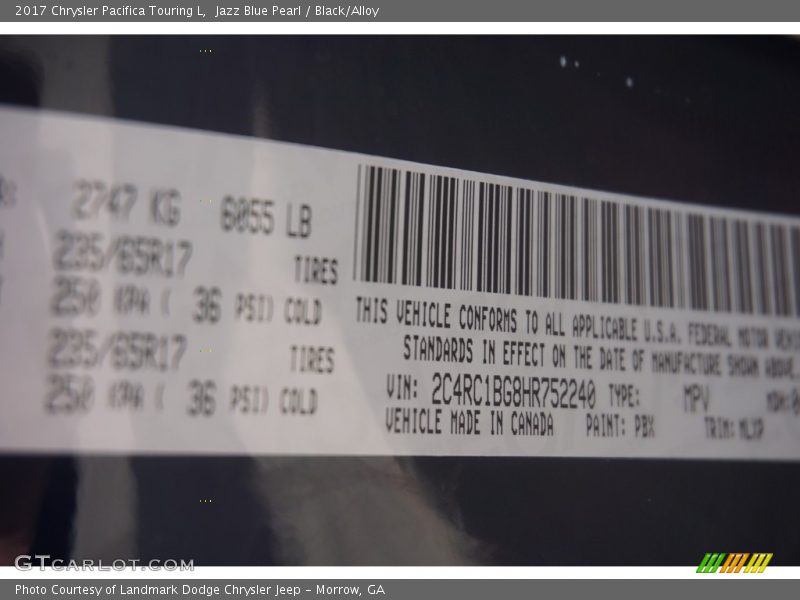 2017 Chrysler Pacifica Touring L,  Jazz Blue Pearl / Black/Alloy
2747 KG 6055 LB
235/65R17 TIRES
250 KPA ( 36 PSI) COLD
235/65R17 TIRES
250 KPA ( 36 PSI) COLD
THIS VEHICLE CONFORMS TO ALL APPLICABLE U.S.A. FEDERAL MOTOR
STANDARDS IN EFFECT ON THE DATE OF MANUFACTURE SHOWN ABOVE.
VIN: 2C4RC1BG8HR752240 TYPE: MPV MDH:0
VEHICLE MADE IN CANADA PAINT: PBX TRIM:
GTCARLOT.COM
Photo Courtesy of Landmark Dodge Chrysler Jeep – Morrow, GA